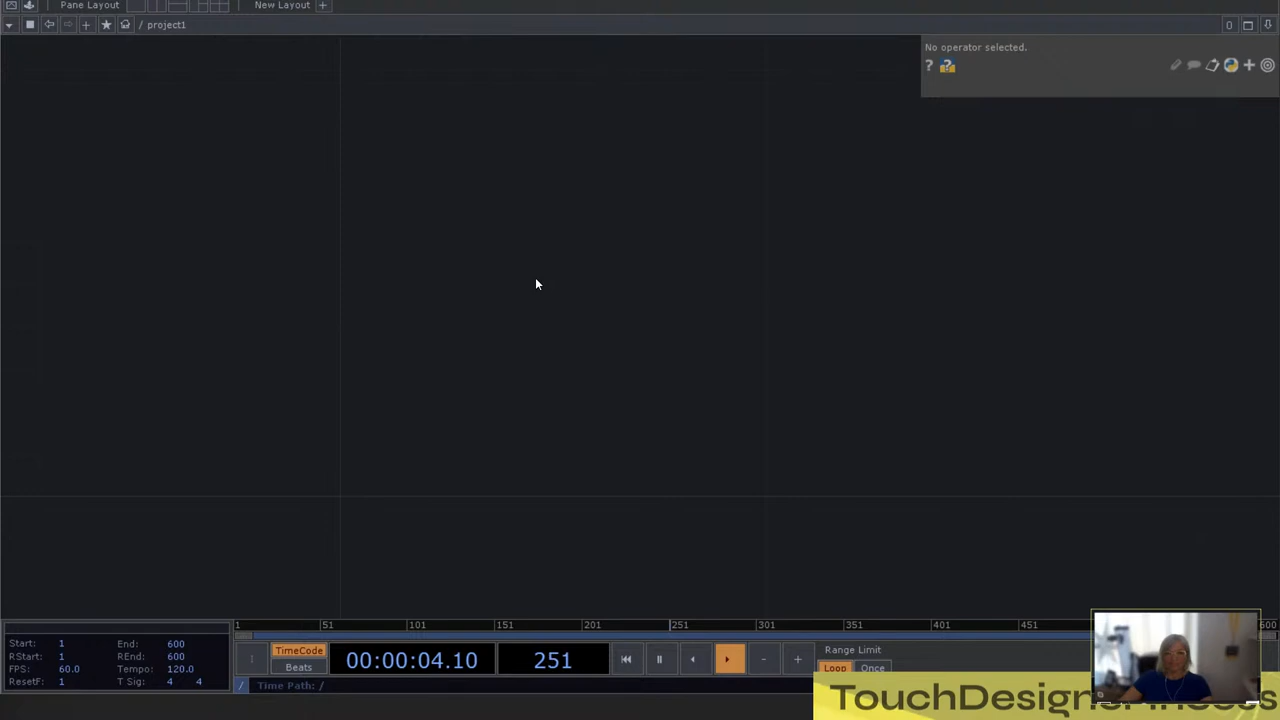 Pane Layout
New Layout +
/ project1
0
No operator selected.
1 51 101 151 201 251 301 351 401 451 600
Start: 1 End: 600
RStart: 1 REnd: 600
FPS: 60.0 Tempo: 120.0
ResetF: 1 T Sig: 4 4
TimeCode
Beats
00:00:04.10
251
- +
Range Limit
Loop Once
/ Time Path: /